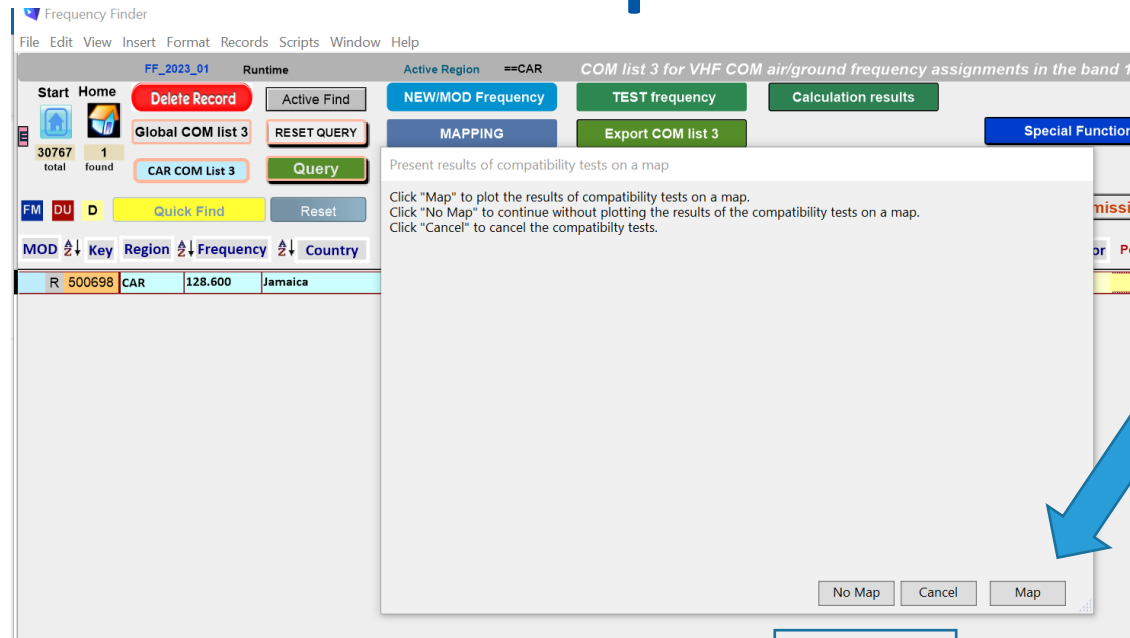 Frequency Finder
File Edit View Insert Format Records Scripts Window Help
FF_2023_01 Runtime Active Region ==CAR COM list 3 for VHF COM air/ground frequency assignments in the band 1
Start Home Delete Record Active Find NEW/MOD Frequency TEST frequency Calculation results
E Global COM list 3 RESET QUERY MAPPING Export COM list 3 Special Function
30767 1
total found CAR COM List 3 Query
FM DU D Quick Find Reset
MOD Key Region Frequency Country
R 500698 CAR 128.600 Jamaica
Present results of compatibility tests on a map
Click "Map" to plot the results of compatibility tests on a map.
Click "No Map" to continue without plotting the results of the compatibility tests on a map.
Click "Cancel" to cancel the compatibilty tests.
No Map Cancel Map